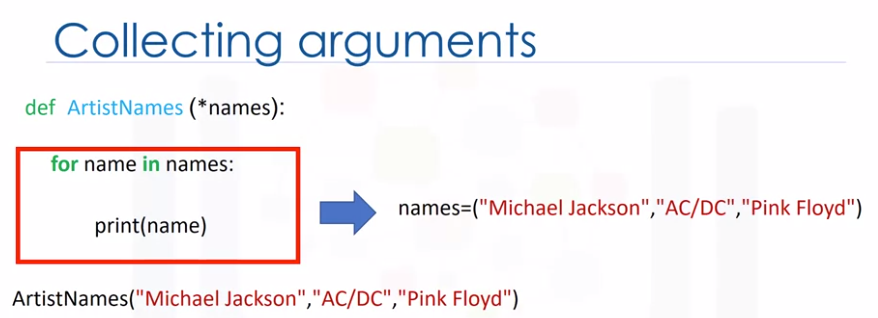 Collecting arguments
def ArtistNames (*names):
for name in names:
print(name)
names=("Michael Jackson","AC/DC","Pink Floyd")
ArtistNames("Michael Jackson","AC/DC","Pink Floyd")